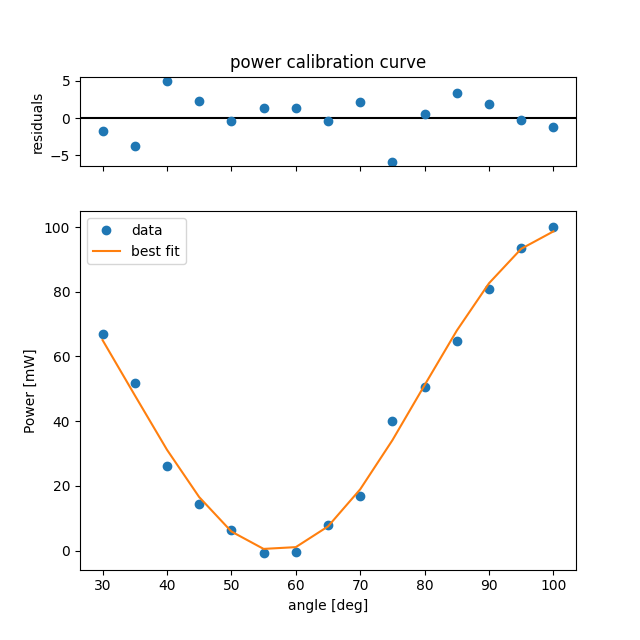 power calibration curve
5
0
−5
residuals
100
80
60
40
20
0
Power [mW]
data
best fit
30 40 50 60 70 80 90 100
angle [deg]